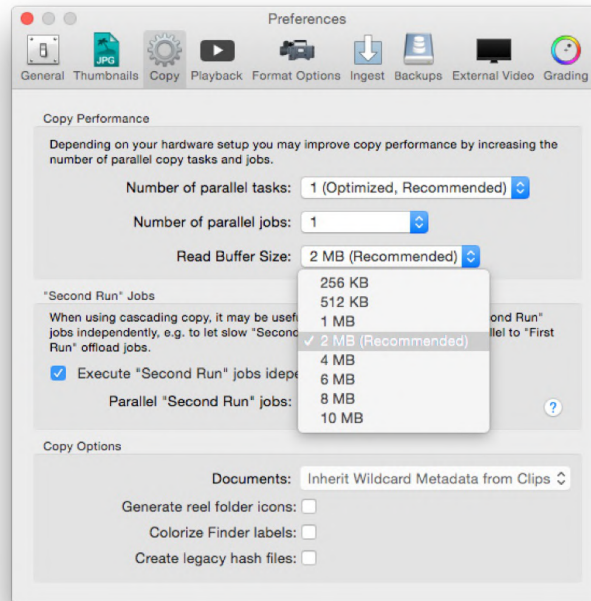 Preferences
JPG
General Thumbnails Copy Playback Format Options Ingest Backups External Video Grading
Copy Performance
Depending on your hardware setup you may improve copy performance by increasing the
number of parallel copy tasks and jobs.
Number of parallel tasks: 1 (Optimized, Recommended)
Number of parallel jobs: 1
Read Buffer Size: 2 MB (Recommended)
256 KB
512 KB
1 MB
✓ 2 MB (Recommended)
4 MB
6 MB
8 MB
10 MB
"Second Run" Jobs
When using cascading copy, it may be usef ond Run"
jobs independently, e.g. to let slow "Second llel to "First
Run" offload jobs.
Execute "Second Run" jobs idepe
Parallel "Second Run" jobs:
?
Copy Options
Documents: Inherit Wildcard Metadata from Clips
Generate reel folder icons:
Colorize Finder labels:
Create legacy hash files: